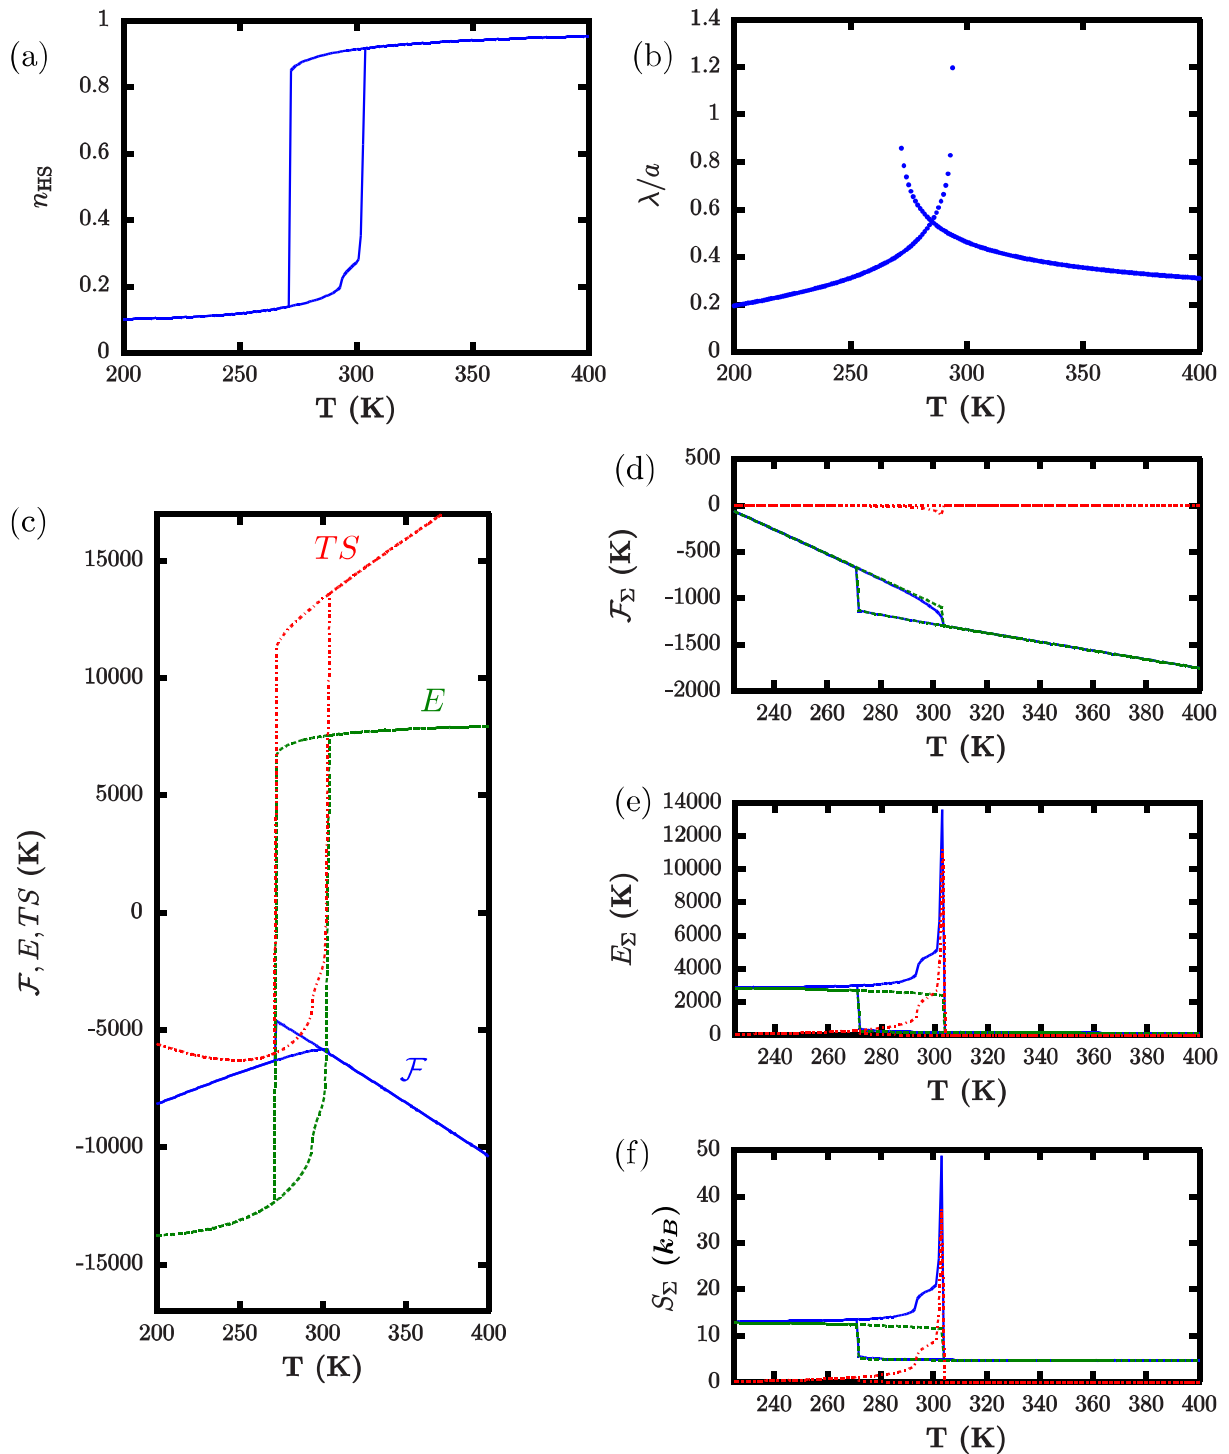 (a)
1
0.8
0.6
0.4
0.2
0
n_HS
200 250 300 350 400
T (K)
(b)
1.4
1.2
1
0.8
0.6
0.4
0.2
0
λ/a
200 250 300 350 400
T (K)
(c)
15000
10000
5000
0
-5000
-10000
-15000
ℱ, E, TS (K)
TS
E
ℱ
200 250 300 350 400
T (K)
(d)
500
0
-500
-1000
-1500
-2000
ℱ_Σ (K)
240 260 280 300 320 340 360 380 400
T (K)
(e)
14000
12000
10000
8000
6000
4000
2000
0
E_Σ (K)
240 260 280 300 320 340 360 380 400
T (K)
(f)
50
40
30
20
10
0
S_Σ (k_B)
240 260 280 300 320 340 360 380 400
T (K)